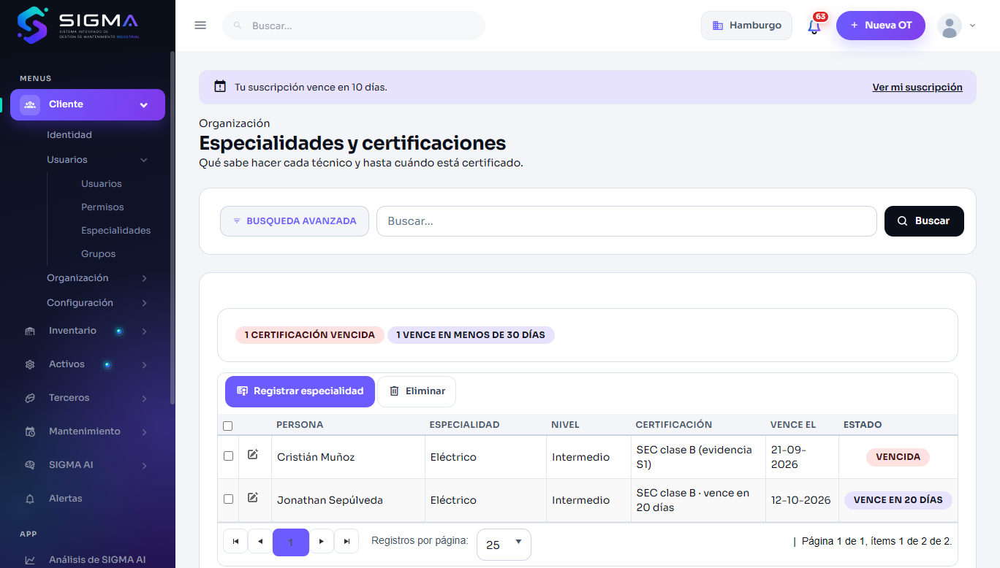 SIGMA
SISTEMA INTEGRADO DE
GESTION DE MANTENIMIENTO INDUSTRIAL
Buscar...
Hamburgo
63
+ Nueva OT
MENUS
Cliente
Identidad
Usuarios
Usuarios
Permisos
Especialidades
Grupos
Organización
Configuración
Inventario
Activos
Terceros
Mantenimiento
SIGMA AI
Alertas
APP
Análisis de SIGMA AI
Tu suscripción vence en 10 días.
Ver mi suscripción
Organización
Especialidades y certificaciones
Qué sabe hacer cada técnico y hasta cuándo está certificado.
BUSQUEDA AVANZADA
Buscar...
Buscar
1 CERTIFICACIÓN VENCIDA
1 VENCE EN MENOS DE 30 DÍAS
Registrar especialidad
Eliminar
PERSONA ESPECIALIDAD NIVEL CERTIFICACIÓN VENCE EL ESTADO
Cristián Muñoz Eléctrico Intermedio SEC clase B (evidencia S1) 21-09-2026 VENCIDA
Jonathan Sepúlveda Eléctrico Intermedio SEC clase B · vence en 20 días 12-10-2026 VENCE EN 20 DÍAS
1
Registros por página: 25
| Página 1 de 1, ítems 1 de 2 de 2.